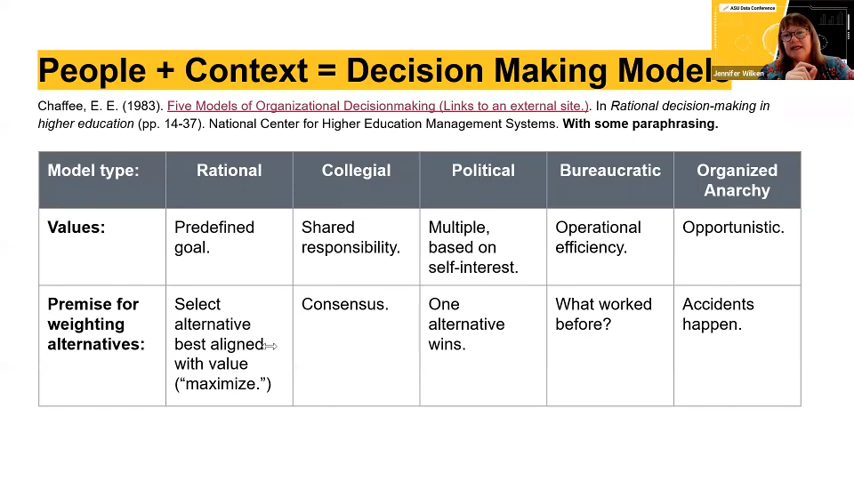 ASU Data Conference
Jennifer Wilken
People + Context = Decision Making Models
Chaffee, E. E. (1983). Five Models of Organizational Decisionmaking (Links to an external site.). In Rational decision-making in
higher education (pp. 14-37). National Center for Higher Education Management Systems. With some paraphrasing.
Model type:
Rational
Collegial
Political
Bureaucratic
Organized
Anarchy
Values:
Predefined
goal.
Shared
responsibility.
Multiple,
based on
self-interest.
Operational
efficiency.
Opportunistic.
Premise for
weighting
alternatives:
Select
alternative
best aligned
with value
(“maximize.”)
Consensus.
One
alternative
wins.
What worked
before?
Accidents
happen.